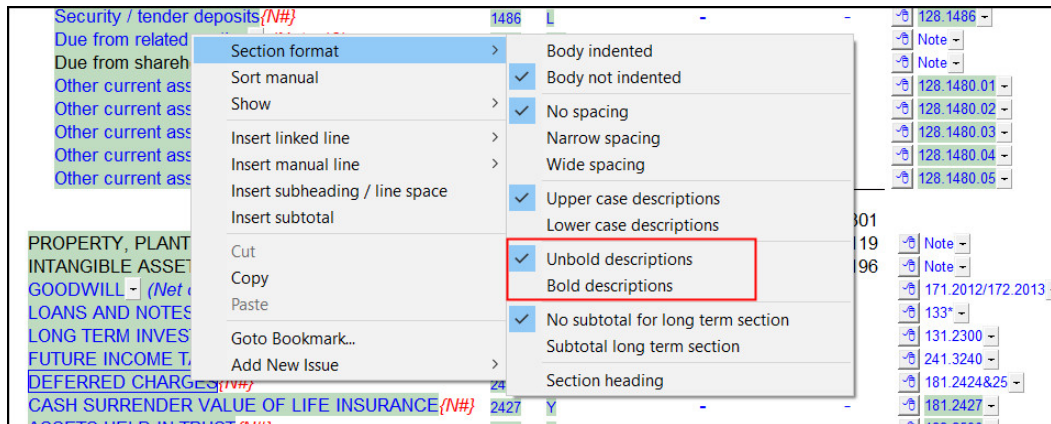 Security / tender deposits{N#} 1486 L - - 128.1486
Due from related Note
Due from shareh Note
Other current ass 128.1480.01
Other current ass 128.1480.02
Other current ass 128.1480.03
Other current ass 128.1480.04
Other current ass 128.1480.05
301
PROPERTY, PLANT 119 Note
INTANGIBLE ASSET 196 Note
GOODWILL (Net 171.2012/172.2013
LOANS AND NOTES 133*
LONG TERM INVES 131.2300
FUTURE INCOME TA 241.3240
DEFERRED CHARGES{N#} 24 181.2424&25
CASH SURRENDER VALUE OF LIFE INSURANCE{N#} 2427 Y - - 181.2427
Section format
Sort manual
Show
Insert linked line
Insert manual line
Insert subheading / line space
Insert subtotal
Cut
Copy
Paste
Goto Bookmark...
Add New Issue
Body indented
Body not indented
No spacing
Narrow spacing
Wide spacing
Upper case descriptions
Lower case descriptions
Unbold descriptions
Bold descriptions
No subtotal for long term section
Subtotal long term section
Section heading